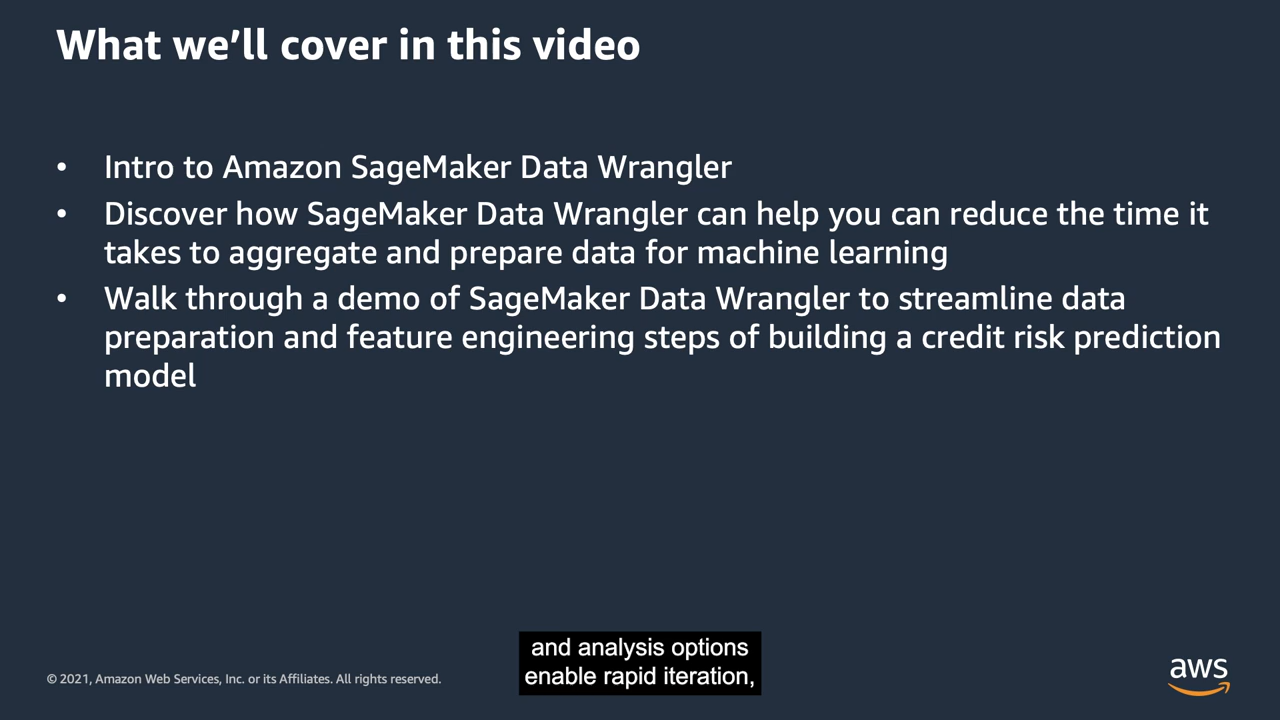 What we'll cover in this video
• Intro to Amazon SageMaker Data Wrangler
• Discover how SageMaker Data Wrangler can help you can reduce the time it
takes to aggregate and prepare data for machine learning
• Walk through a demo of SageMaker Data Wrangler to streamline data
preparation and feature engineering steps of building a credit risk prediction
model
and analysis options
enable rapid iteration,
© 2021, Amazon Web Services, Inc. or its Affiliates. All rights reserved.
aws